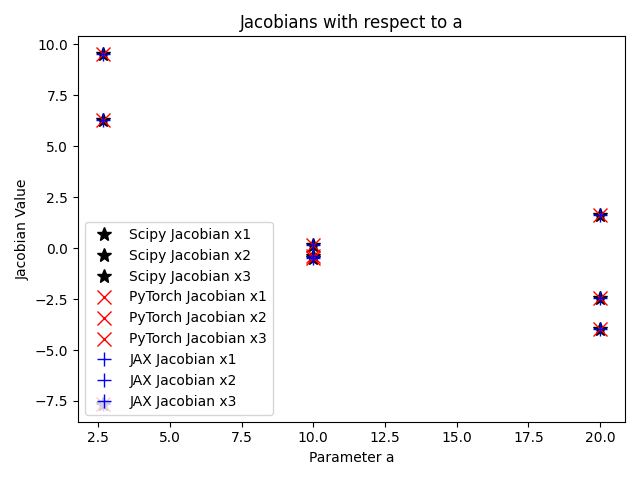 Jacobians with respect to a
10.0
7.5
5.0
2.5
0.0
−2.5
−5.0
−7.5
Jacobian Value
Scipy Jacobian x1
Scipy Jacobian x2
Scipy Jacobian x3
PyTorch Jacobian x1
PyTorch Jacobian x2
PyTorch Jacobian x3
JAX Jacobian x1
JAX Jacobian x2
JAX Jacobian x3
2.5 5.0 7.5 10.0 12.5 15.0 17.5 20.0
Parameter a